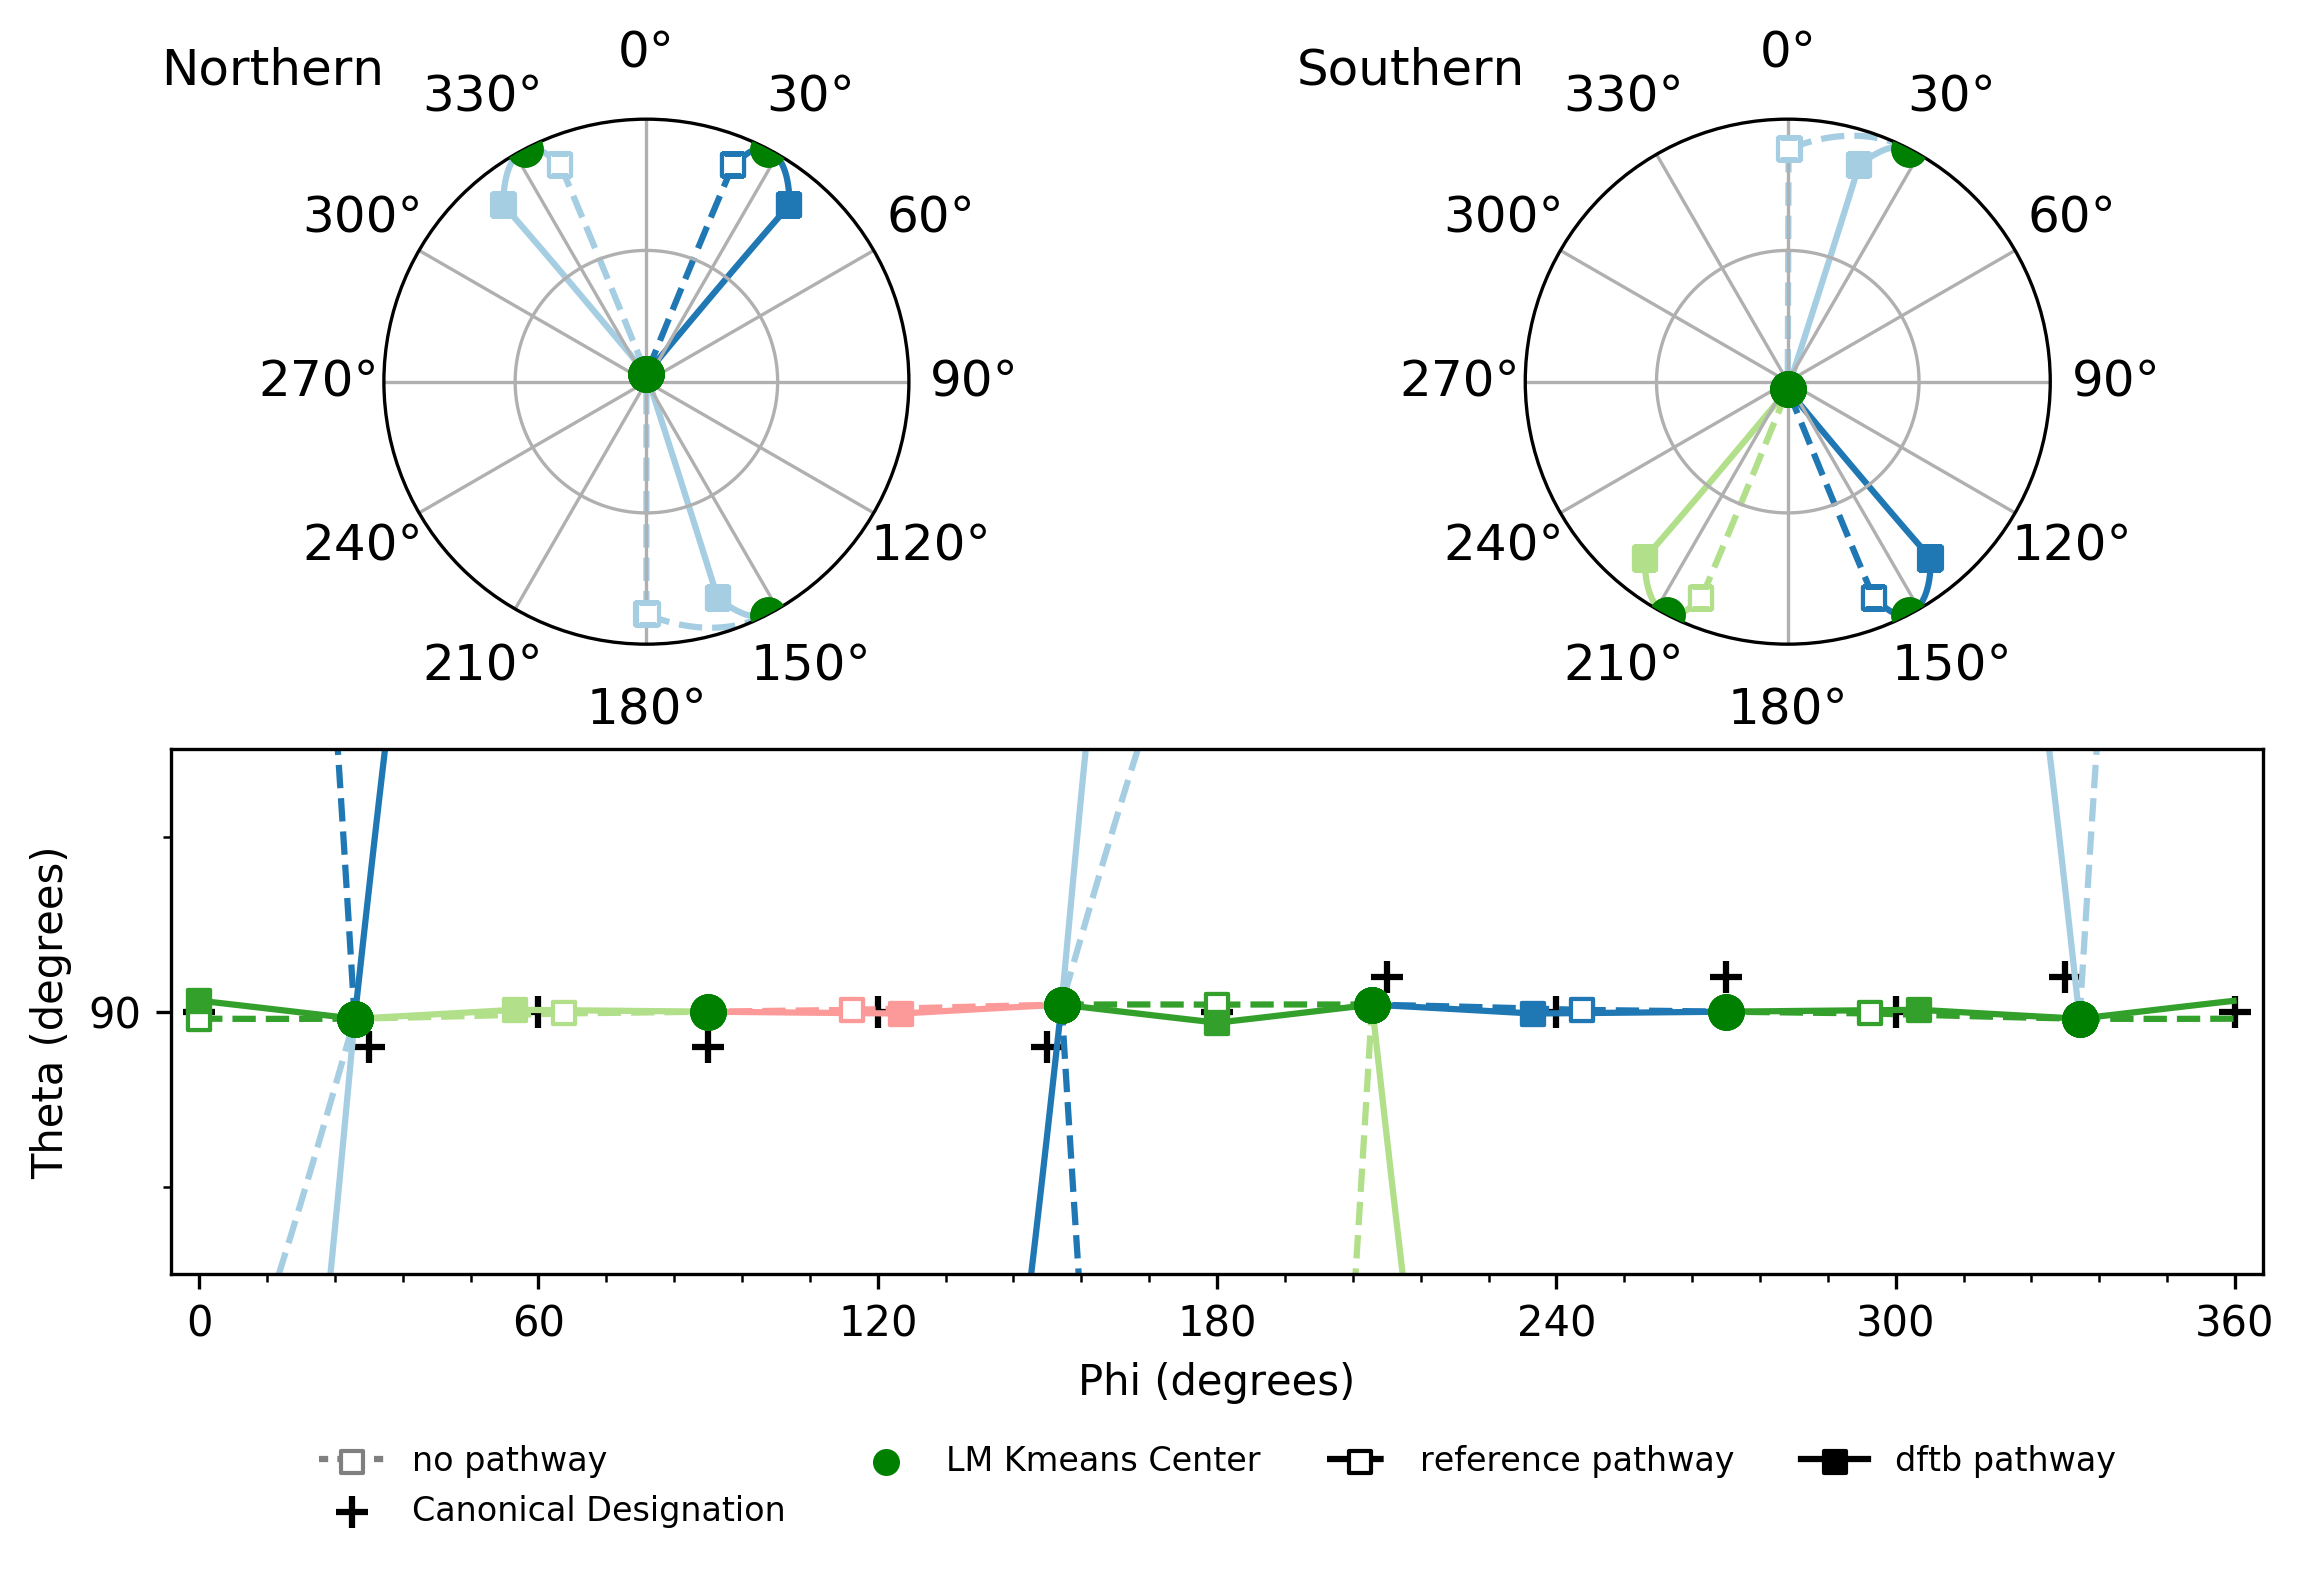 Northern
0°
30°
60°
90°
120°
150°
180°
210°
240°
270°
300°
330°
Southern
0°
30°
60°
90°
120°
150°
180°
210°
240°
270°
300°
330°
Theta (degrees)
90
0 60 120 180 240 300 360
Phi (degrees)
no pathway
Canonical Designation
LM Kmeans Center
reference pathway
dftb pathway